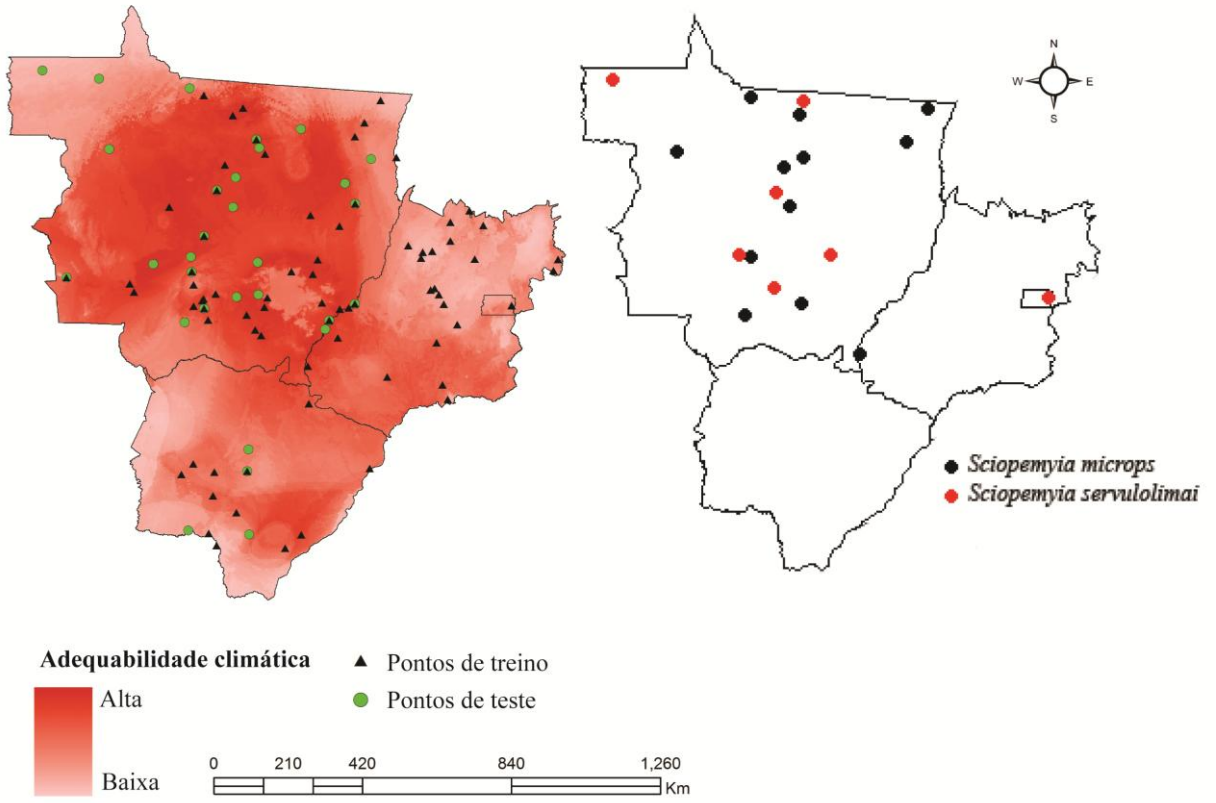 N
W E
S
Sciopemyia microps
Sciopemyia servulolimai
Adequabilidade climática
Alta
Baixa
Pontos de treino
Pontos de teste
0 210 420 840 1,260
Km